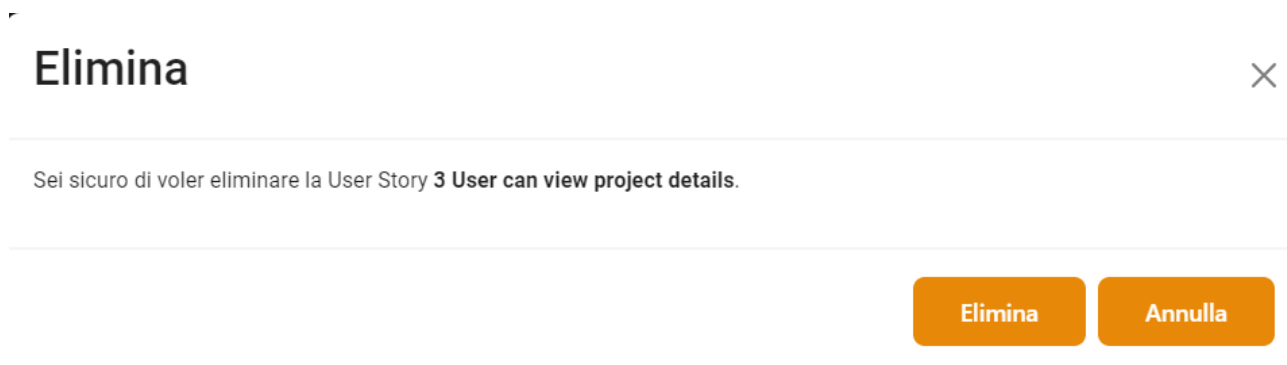 Elimina
Sei sicuro di voler eliminare la User Story 3 User can view project details.
Elimina
Annulla